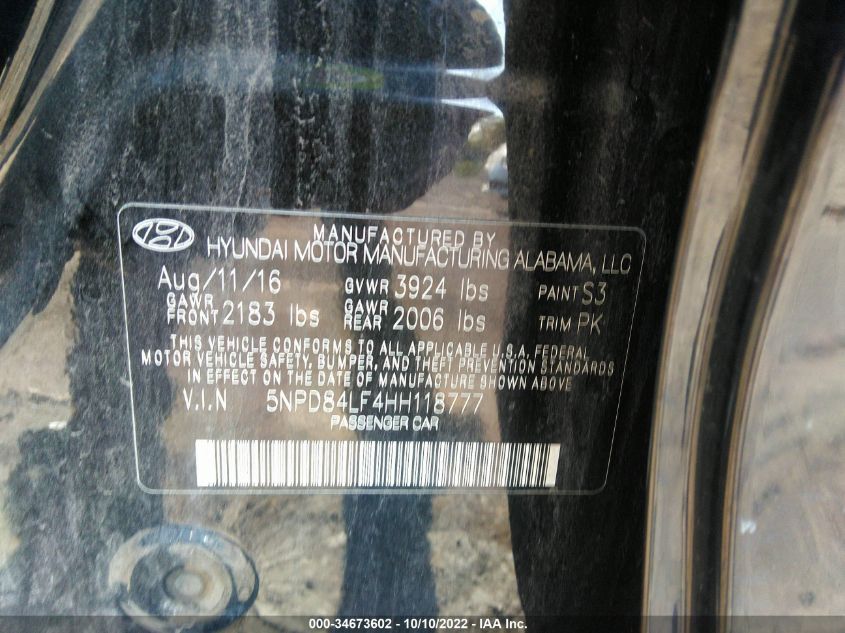 MANUFACTURED BY
HYUNDAI MOTOR MANUFACTURING ALABAMA, LLC
Aug/11/16 GVWR 3924 lbs PAINT S3
GAWR FRONT 2183 lbs GAWR REAR 2006 lbs TRIM PK
THIS VEHICLE CONFORMS TO ALL APPLICABLE U.S.A. FEDERAL
MOTOR VEHICLE SAFETY, BUMPER, AND THEFT PREVENTION STANDARDS
IN EFFECT ON THE DATE OF MANUFACTURE SHOWN ABOVE.
V.I.N 5NPD84LF4HH118777
PASSENGER CAR
000-34673602 - 10/10/2022 - IAA Inc.